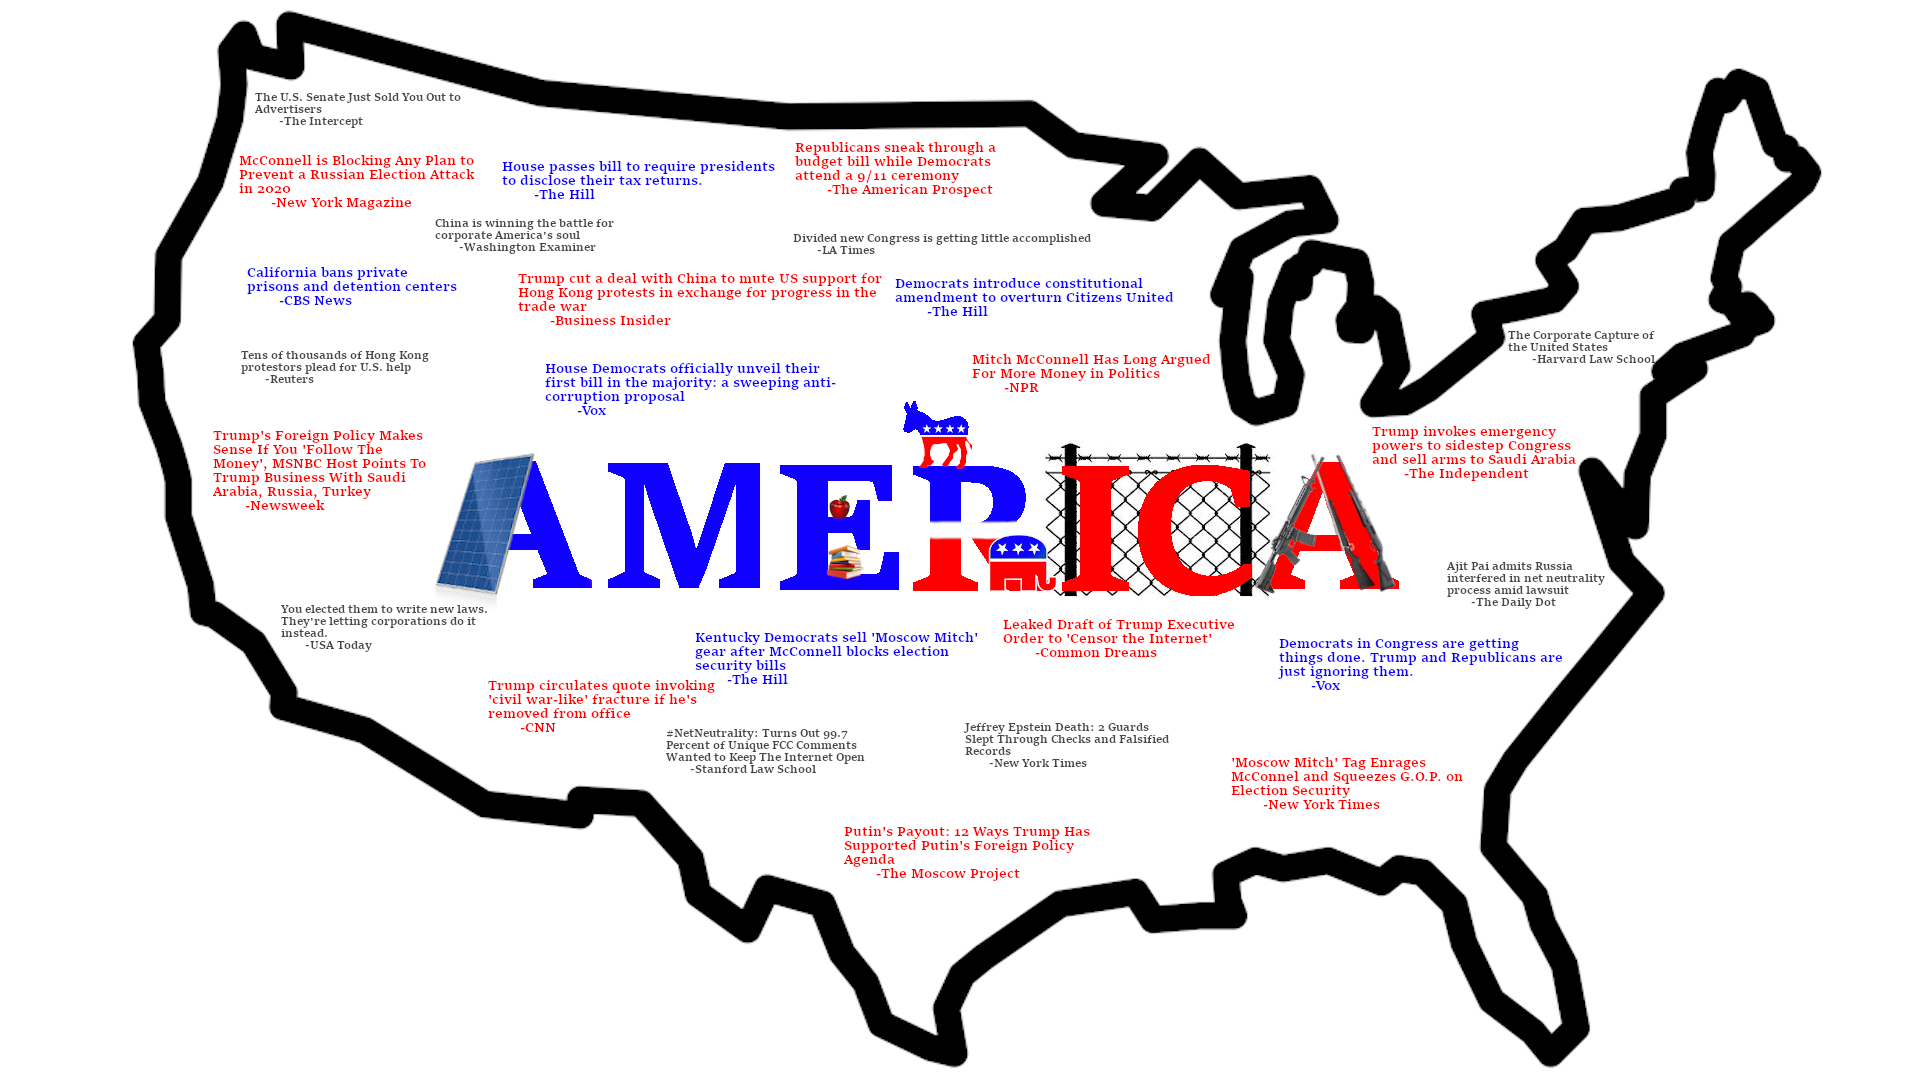 The U.S. Senate Just Sold You Out to
Advertisers
-The Intercept
McConnell is Blocking Any Plan to
Prevent a Russian Election Attack
in 2020
-New York Magazine
House passes bill to require presidents
to disclose their tax returns.
-The Hill
Republicans sneak through a
budget bill while Democrats
attend a 9/11 ceremony
-The American Prospect
China is winning the battle for
corporate America's soul
-Washington Examiner
Divided new Congress is getting little accomplished
-LA Times
California bans private
prisons and detention centers
-CBS News
Trump cut a deal with China to mute US support for
Hong Kong protests in exchange for progress in the
trade war
-Business Insider
Democrats introduce constitutional
amendment to overturn Citizens United
-The Hill
The Corporate Capture of
the United States
-Harvard Law School
Tens of thousands of Hong Kong
protestors plead for U.S. help
-Reuters
House Democrats officially unveil their
first bill in the majority: a sweeping anti-
corruption proposal
-Vox
Mitch McConnell Has Long Argued
For More Money in Politics
-NPR
Trump's Foreign Policy Makes
Sense If You 'Follow The
Money', MSNBC Host Points To
Trump Business With Saudi
Arabia, Russia, Turkey
-Newsweek
Trump invokes emergency
powers to sidestep Congress
and sell arms to Saudi Arabia
-The Independent
AMERICA
Ajit Pai admits Russia
interfered in net neutrality
process amid lawsuit
-The Daily Dot
You elected them to write new laws.
They're letting corporations do it
instead.
-USA Today
Kentucky Democrats sell 'Moscow Mitch'
gear after McConnell blocks election
security bills
-The Hill
Leaked Draft of Trump Executive
Order to 'Censor the Internet'
-Common Dreams
Democrats in Congress are getting
things done. Trump and Republicans are
just ignoring them.
-Vox
Trump circulates quote invoking
'civil war-like' fracture if he's
removed from office
-CNN
#NetNeutrality: Turns Out 99.7
Percent of Unique FCC Comments
Wanted to Keep The Internet Open
-Stanford Law School
Jeffrey Epstein Death: 2 Guards
Slept Through Checks and Falsified
Records
-New York Times
'Moscow Mitch' Tag Enrages
McConnel and Squeezes G.O.P. on
Election Security
-New York Times
Putin's Payout: 12 Ways Trump Has
Supported Putin's Foreign Policy
Agenda
-The Moscow Project